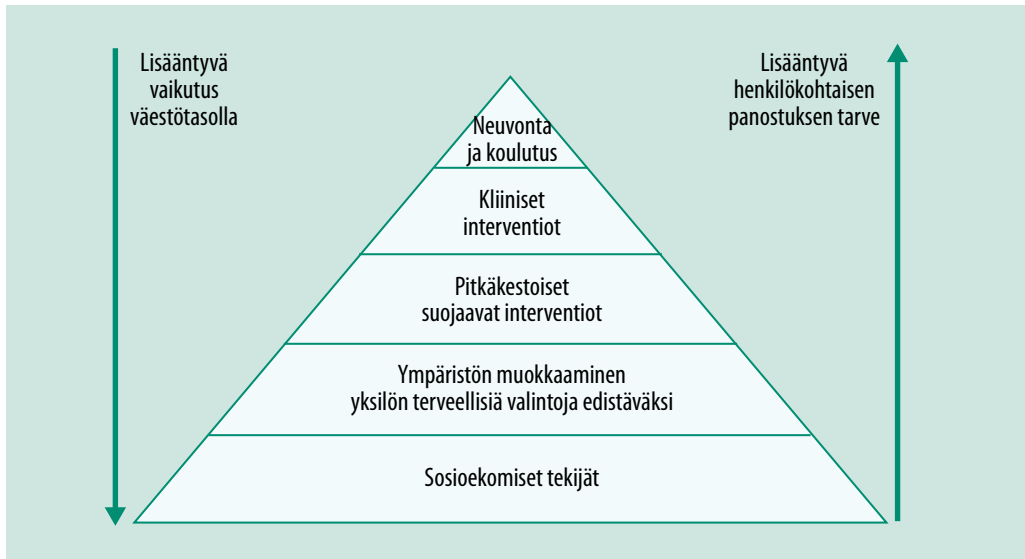 Lisääntyvä
vaikutus
väestötasolla
Lisääntyvä
henkilökohtaisen
panostuksen tarve
Neuvonta
ja koulutus
Kliiniset
interventiot
Pitkäkestoiset
suojaavat interventiot
Ympäristön muokkaaminen
yksilön terveellisiä valintoja edistäväksi
Sosioekomiset tekijät